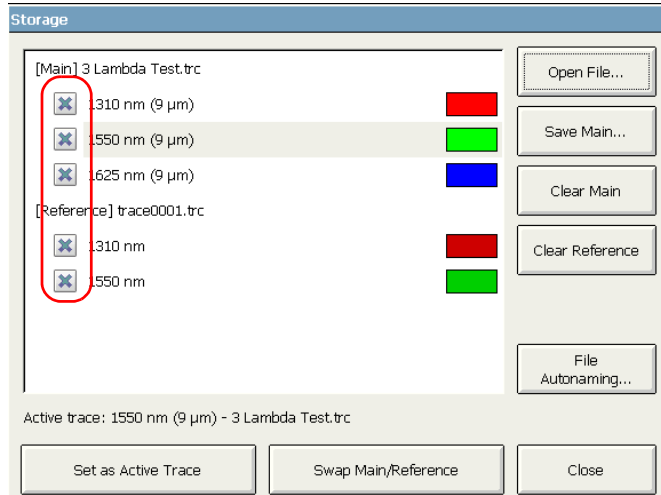 Storage
[Main] 3 Lambda Test.trc
1310 nm (9 µm)
1550 nm (9 µm)
1625 nm (9 µm)
[Reference] trace0001.trc
1310 nm
1550 nm
Open File...
Save Main...
Clear Main
Clear Reference
File
Autonaming...
Active trace: 1550 nm (9 µm) - 3 Lambda Test.trc
Set as Active Trace
Swap Main/Reference
Close